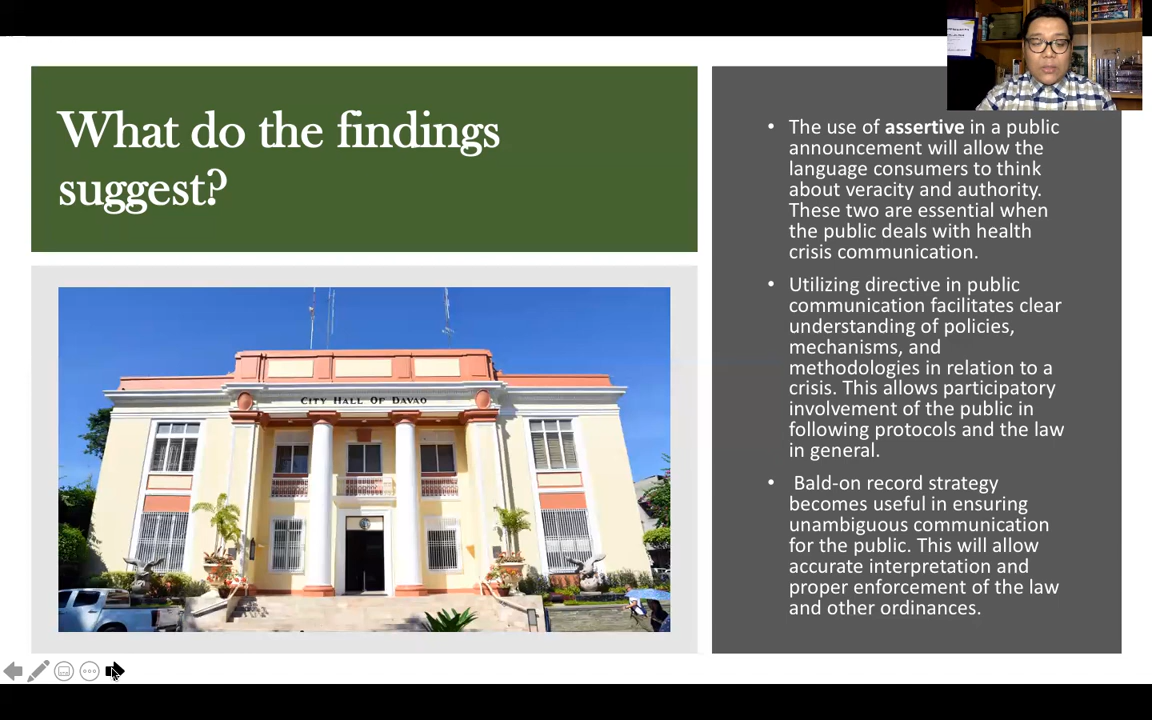 What do the findings
suggest?
CITY HALL OF DAVAO
• The use of assertive in a public
announcement will allow the
language consumers to think
about veracity and authority.
These two are essential when
the public deals with health
crisis communication.
• Utilizing directive in public
communication facilitates clear
understanding of policies,
mechanisms, and
methodologies in relation to a
crisis. This allows participatory
involvement of the public in
following protocols and the law
in general.
• Bald-on record strategy
becomes useful in ensuring
unambiguous communication
for the public. This will allow
accurate interpretation and
proper enforcement of the law
and other ordinances.